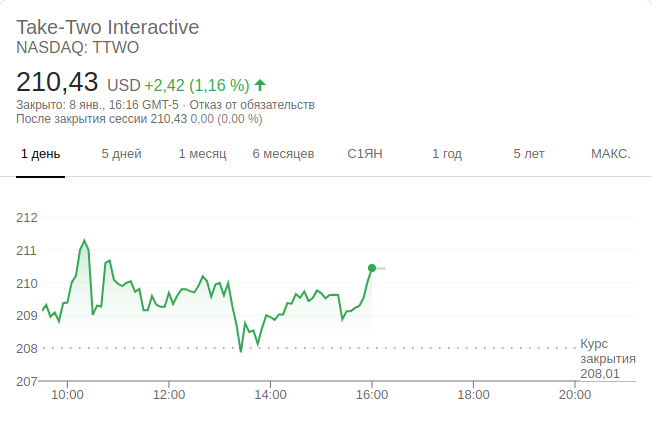 Take-Two Interactive
NASDAQ: TTWO
210,43 USD +2,42 (1,16 %) ↑
Закрыто: 8 янв., 16:16 GMT-5 · Отказ от обязательств
После закрытия сессии 210,43 0,00 (0,00 %)
1 день 5 дней 1 месяц 6 месяцев С1ЯН 1 год 5 лет МАКС.
212
211
210
209
208
207
Курс
закрытия
208,01
10:00 12:00 14:00 16:00 18:00 20:00